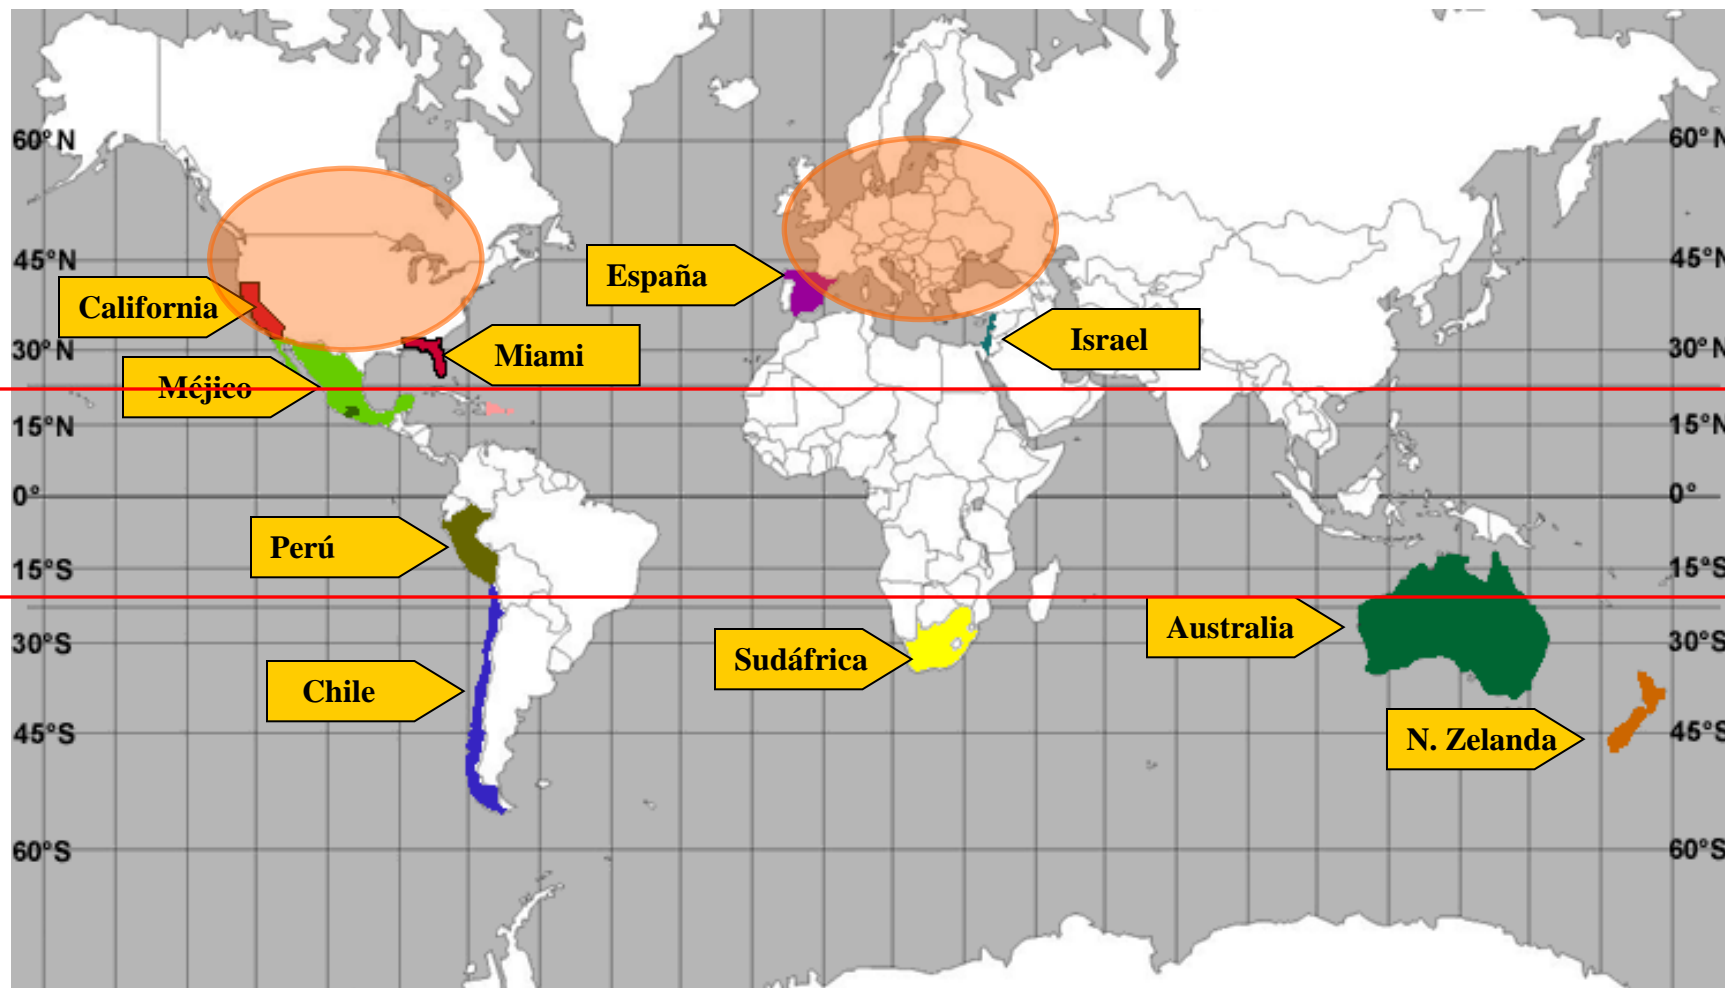 60° N
60° N
45° N
España
45° N
California
Miami
Israel
30° N
30° N
Méjico
15° N
15° N
0°
0°
Perú
15° S
15° S
Australia
30° S
Sudáfrica
30° S
Chile
45° S
N. Zelanda
45° S
60° S
60° S